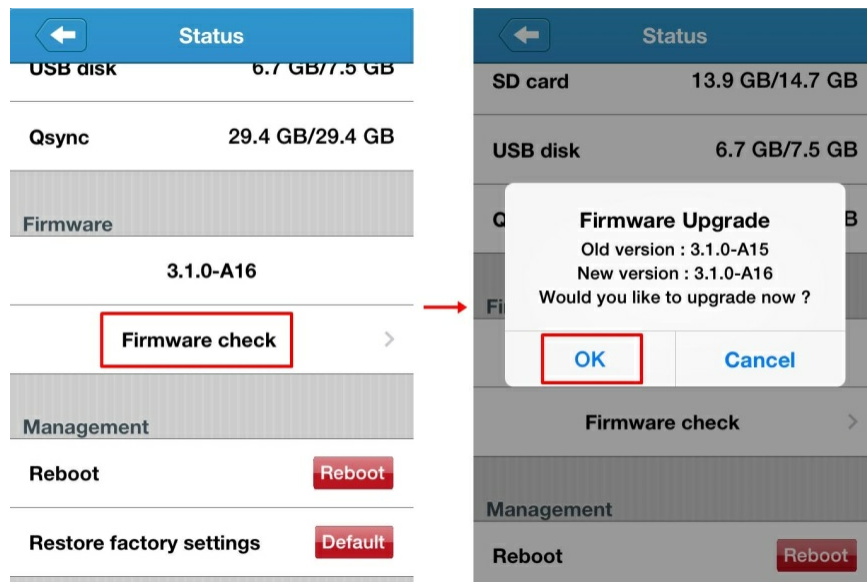 Status
USB disk 6.7 GB/7.5 GB
Qsync 29.4 GB/29.4 GB
Firmware
3.1.0-A16
Firmware check
Management
Reboot Reboot
Restore factory settings Default
Status
SD card 13.9 GB/14.7 GB
USB disk 6.7 GB/7.5 GB
Q B
Firmware Upgrade
Old version : 3.1.0-A15
New version : 3.1.0-A16
Would you like to upgrade now ?
Fi
OK Cancel
Firmware check
Management
Reboot Reboot